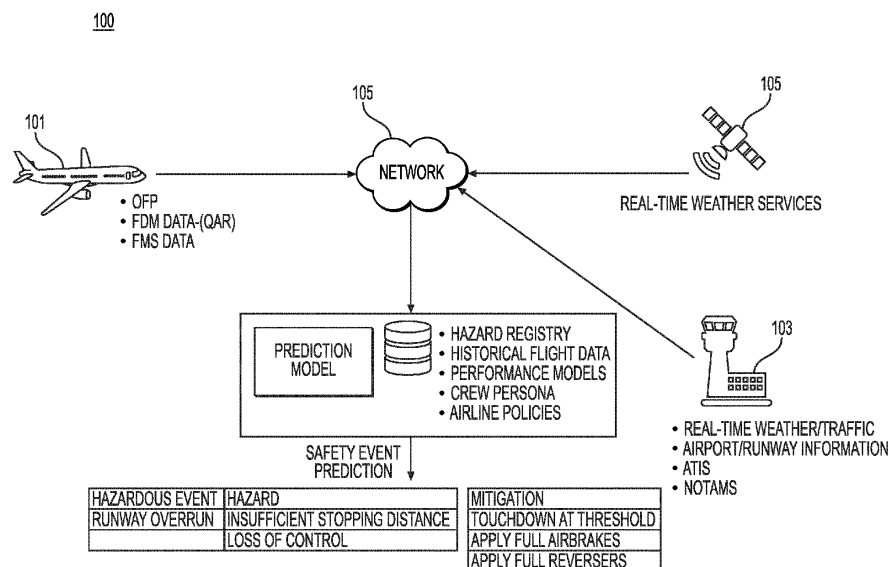 100
101
105
NETWORK
105
REAL-TIME WEATHER SERVICES
• OFP
• FDM DATA-(QAR)
• FMS DATA
PREDICTION
MODEL
• HAZARD REGISTRY
• HISTORICAL FLIGHT DATA
• PERFORMANCE MODELS
• CREW PERSONA
• AIRLINE POLICIES
103
• REAL-TIME WEATHER/TRAFFIC
• AIRPORT/RUNWAY INFORMATION
• ATIS
• NOTAMS
SAFETY EVENT
PREDICTION
HAZARDOUS EVENT HAZARD
RUNWAY OVERRUN INSUFFICIENT STOPPING DISTANCE
LOSS OF CONTROL
MITIGATION
TOUCHDOWN AT THRESHOLD
APPLY FULL AIRBRAKES
APPLY FULL REVERSERS